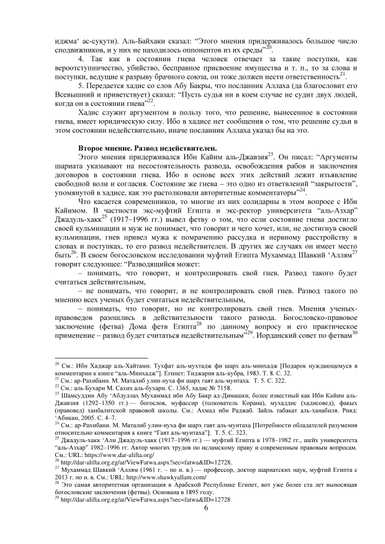 иджма' ас-сукути). Аль-Байхаки сказал: "Этого мнения придерживалось большое число
сподвижников, и у них не находилось оппонентов из их среды"²⁰.
4. Так как в состоянии гнева человек отвечает за такие поступки, как
вероотступничество, убийство, бесправное присвоение имущества и т. п., то за слова и
поступки, ведущие к разрыву брачного союза, он тоже должен нести ответственность²¹.
5. Передается хадис со слов Абу Бакры, что посланник Аллаха (да благословит его
Всевышний и приветствует) сказал: "Пусть судья ни в коем случае не судит двух людей,
когда он в состоянии гнева"²².
Хадис служит аргументом в пользу того, что решение, вынесенное в состоянии
гнева, имеет юридическую силу. Ибо в хадисе нет сообщения о том, что решение судьи в
этом состоянии недействительно, иначе посланник Аллаха указал бы на это.
Второе мнение. Развод недействителен.
Этого мнения придерживался Ибн Кайим аль-Джавзия²³. Он писал: "Аргументы
шариата указывают на несостоятельность развода, освобождения рабов и заключения
договоров в состоянии гнева. Ибо в основе всех этих действий лежит изъявление
свободной воли и согласия. Состояние же гнева – это одно из ответвлений "закрытости",
упомянутой в хадисе, как это растолковали авторитетные комментаторы"²⁴.
Что касается современников, то многие из них солидарны в этом вопросе с Ибн
Каймом. В частности экс-муфтий Египта и экс-ректор университета "аль-Азхар"
Джадуль-хакк²⁵ (1917–1996 гг.) вывел фетву о том, что если состояние гнева достигло
своей кульминации и муж не понимает, что говорит и чего хочет, или, не достигнув своей
кульминации, гнев привел мужа к помрачению рассудка и нервному расстройству в
словах и поступках, то его развод недействителен. В других же случаях он имеет место
быть²⁶. В своем богословском исследовании муфтий Египта Мухаммад Шавкий 'Аллям²⁷
говорит следующее: "Разводящийся может:
– понимать, что говорит, и контролировать свой гнев. Развод такого будет
считаться действительным,
– не понимать, что говорит, и не контролировать свой гнев. Развод такого по
мнению всех ученых будет считаться недействительным,
– понимать, что говорит, но не контролировать свой гнев. Мнения ученых-
правоведов разошлись в действительности такого развода. Богословско-правовое
заключение (фетва) Дома фетв Египта²⁸ по данному вопросу и его практическое
применение – развод будет считаться недействительным"²⁹. Иорданский совет по фетвам³⁰
²⁰ См.: Ибн Хаджар аль-Хайтами. Тухфат аль-мухтадж фи шарх аль-минхадж [Подарок нуждающемуся в
комментарии к книге "аль-Минхадж"]. Египет: Тиджария аль-кубра, 1983. Т. 8. С. 32.
²¹ См.: ар-Рахибани. М. Маталиб улин-нуха фи шарх гаят аль-мунтаха. Т. 5. С. 322.
²² См.: аль-Бухари М. Сахих аль-бухари. С. 1365, хадис № 7158.
²³ Шамсуддин Абу 'Абдуллах Мухаммад ибн Абу Бакр ад-Димашки, более известный как Ибн Кайим аль-
Джавзия (1292–1350 гг.) — богослов, муфассир (толкователь Корана), мухаддис (хадисовед), факых
(правовед) ханбалитской правовой школы. См.: Ахмад ибн Раджаб. Зайль табакат аль-ханабиля. Рияд:
'Абикан, 2005. С. 4–7.
²⁴ См.: ар-Рахибани. М. Маталиб улин-нуха фи шарх гаят аль-мунтаха [Потребности обладателей разумения
относительно комментария к книге "Гаят аль-мунтаха"]. Т. 5. С. 323.
²⁵ Джадуль-хакк 'Али Джадуль-хакк (1917–1996 гг.) — муфтий Египта в 1978–1982 гг., шейх университета
"аль-Азхар" 1982–1996 гг. Автор многих трудов по исламскому праву и современным правовым вопросам.
См.: URL: https://www.dar-alifta.org/
²⁶ http://dar-alifta.org.eg/ar/ViewFatwa.aspx?sec=fatwa&ID=12728.
²⁷ Мухаммад Шавкий 'Аллям (1961 г. – по н. в.) — профессор, доктор шариатских наук, муфтий Египта с
2013 г. по н. в. См.: URL: http://www.shawkyallam.com/
²⁸ Это самая авторитетная организация в Арабской Республике Египет, вот уже более ста лет выносящая
богословские заключения (фетвы). Основана в 1895 году.
²⁹ http://dar-alifta.org.eg/ar/ViewFatwa.aspx?sec=fatwa&ID=12728.
6